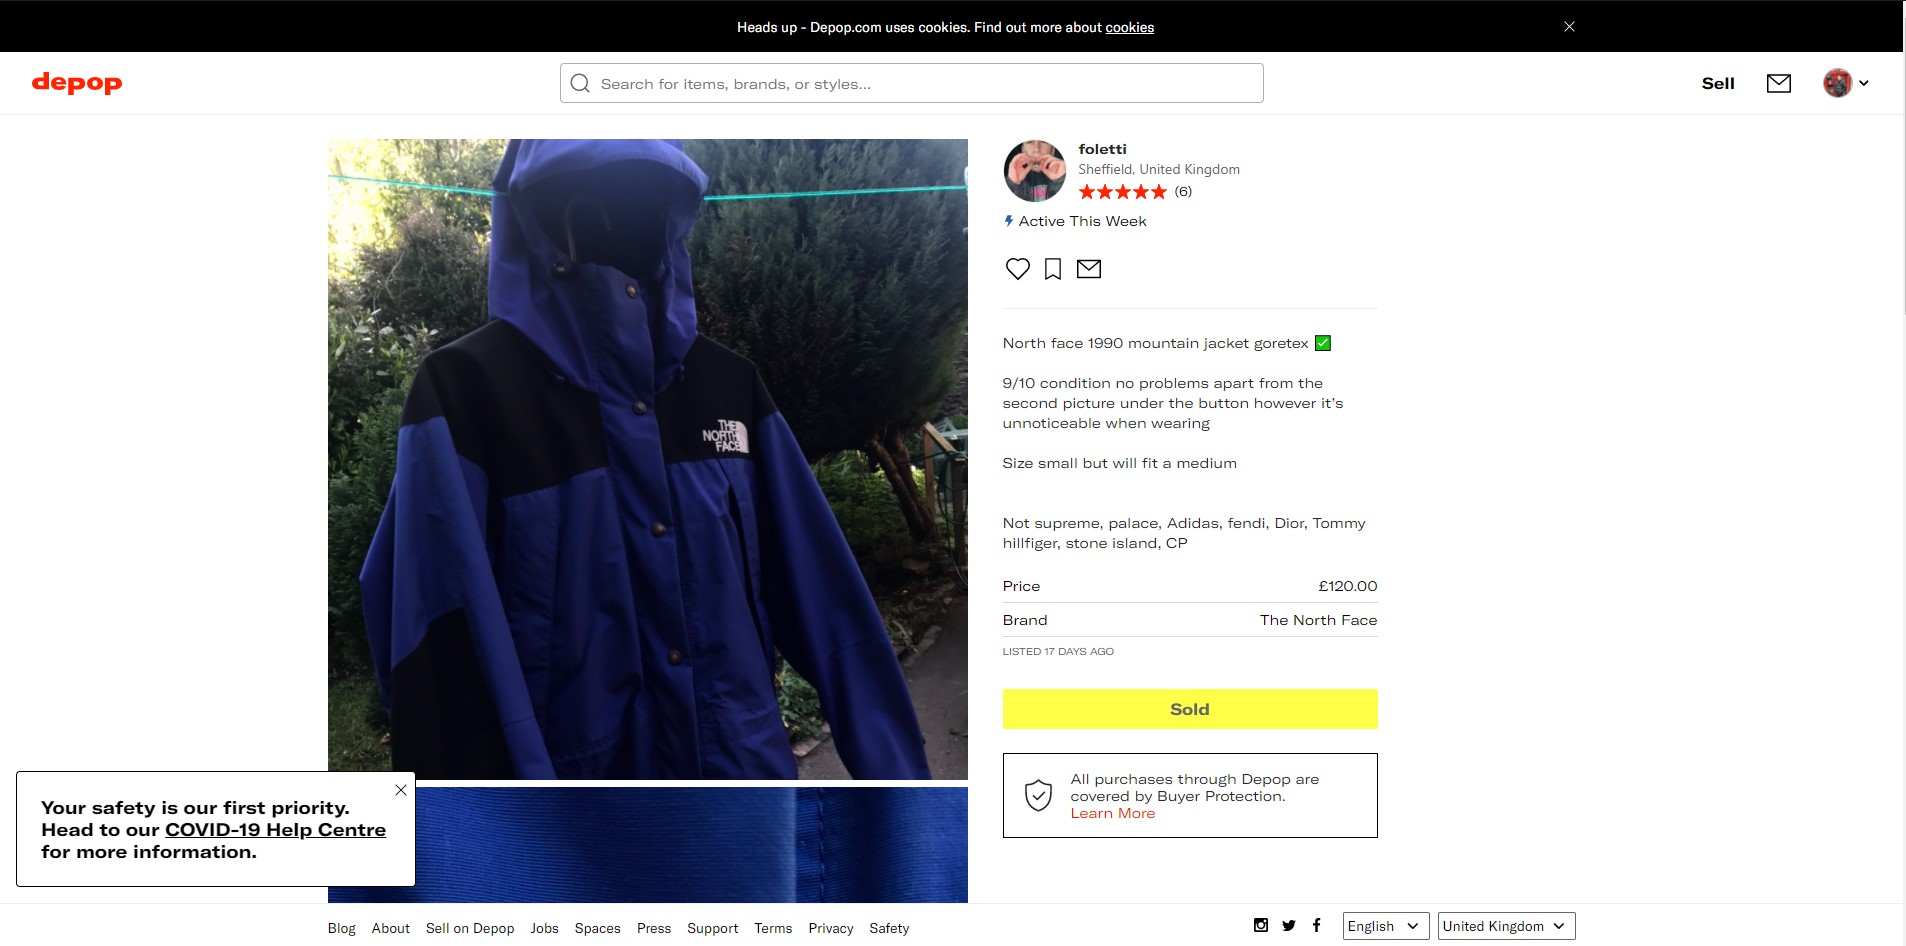 Heads up - Depop.com uses cookies. Find out more about cookies
depop
Search for items, brands, or styles...
Sell
foletti
Sheffield, United Kingdom
(6)
Active This Week
North face 1990 mountain jacket goretex ✅
9/10 condition no problems apart from the
second picture under the button however it's
unnoticeable when wearing
Size small but will fit a medium
Not supreme, palace, Adidas, fendi, Dior, Tommy
hillfiger, stone island, CP
Price £120.00
Brand The North Face
LISTED 17 DAYS AGO
Sold
All purchases through Depop are
covered by Buyer Protection.
Learn More
THE
NORTH
FACE
Your safety is our first priority.
Head to our COVID-19 Help Centre
for more information.
Blog About Sell on Depop Jobs Spaces Press Support Terms Privacy Safety
English United Kingdom